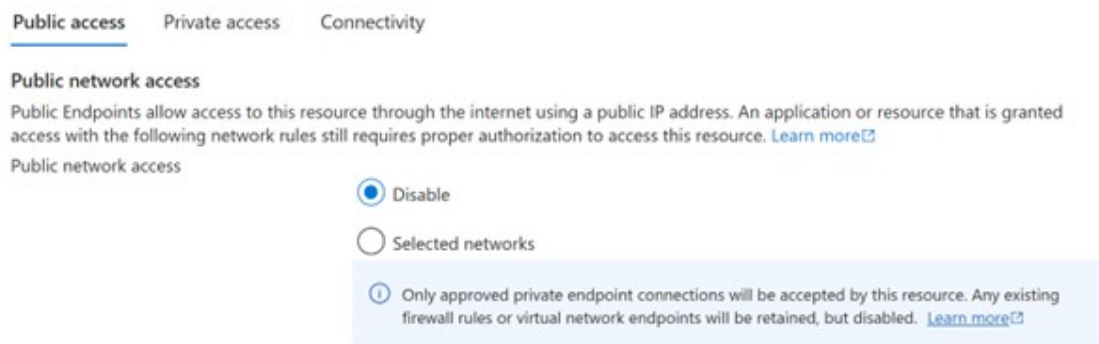 Public access Private access Connectivity
Public network access
Public Endpoints allow access to this resource through the internet using a public IP address. An application or resource that is granted
access with the following network rules still requires proper authorization to access this resource. Learn more
Public network access
Disable
Selected networks
Only approved private endpoint connections will be accepted by this resource. Any existing
firewall rules or virtual network endpoints will be retained, but disabled. Learn more